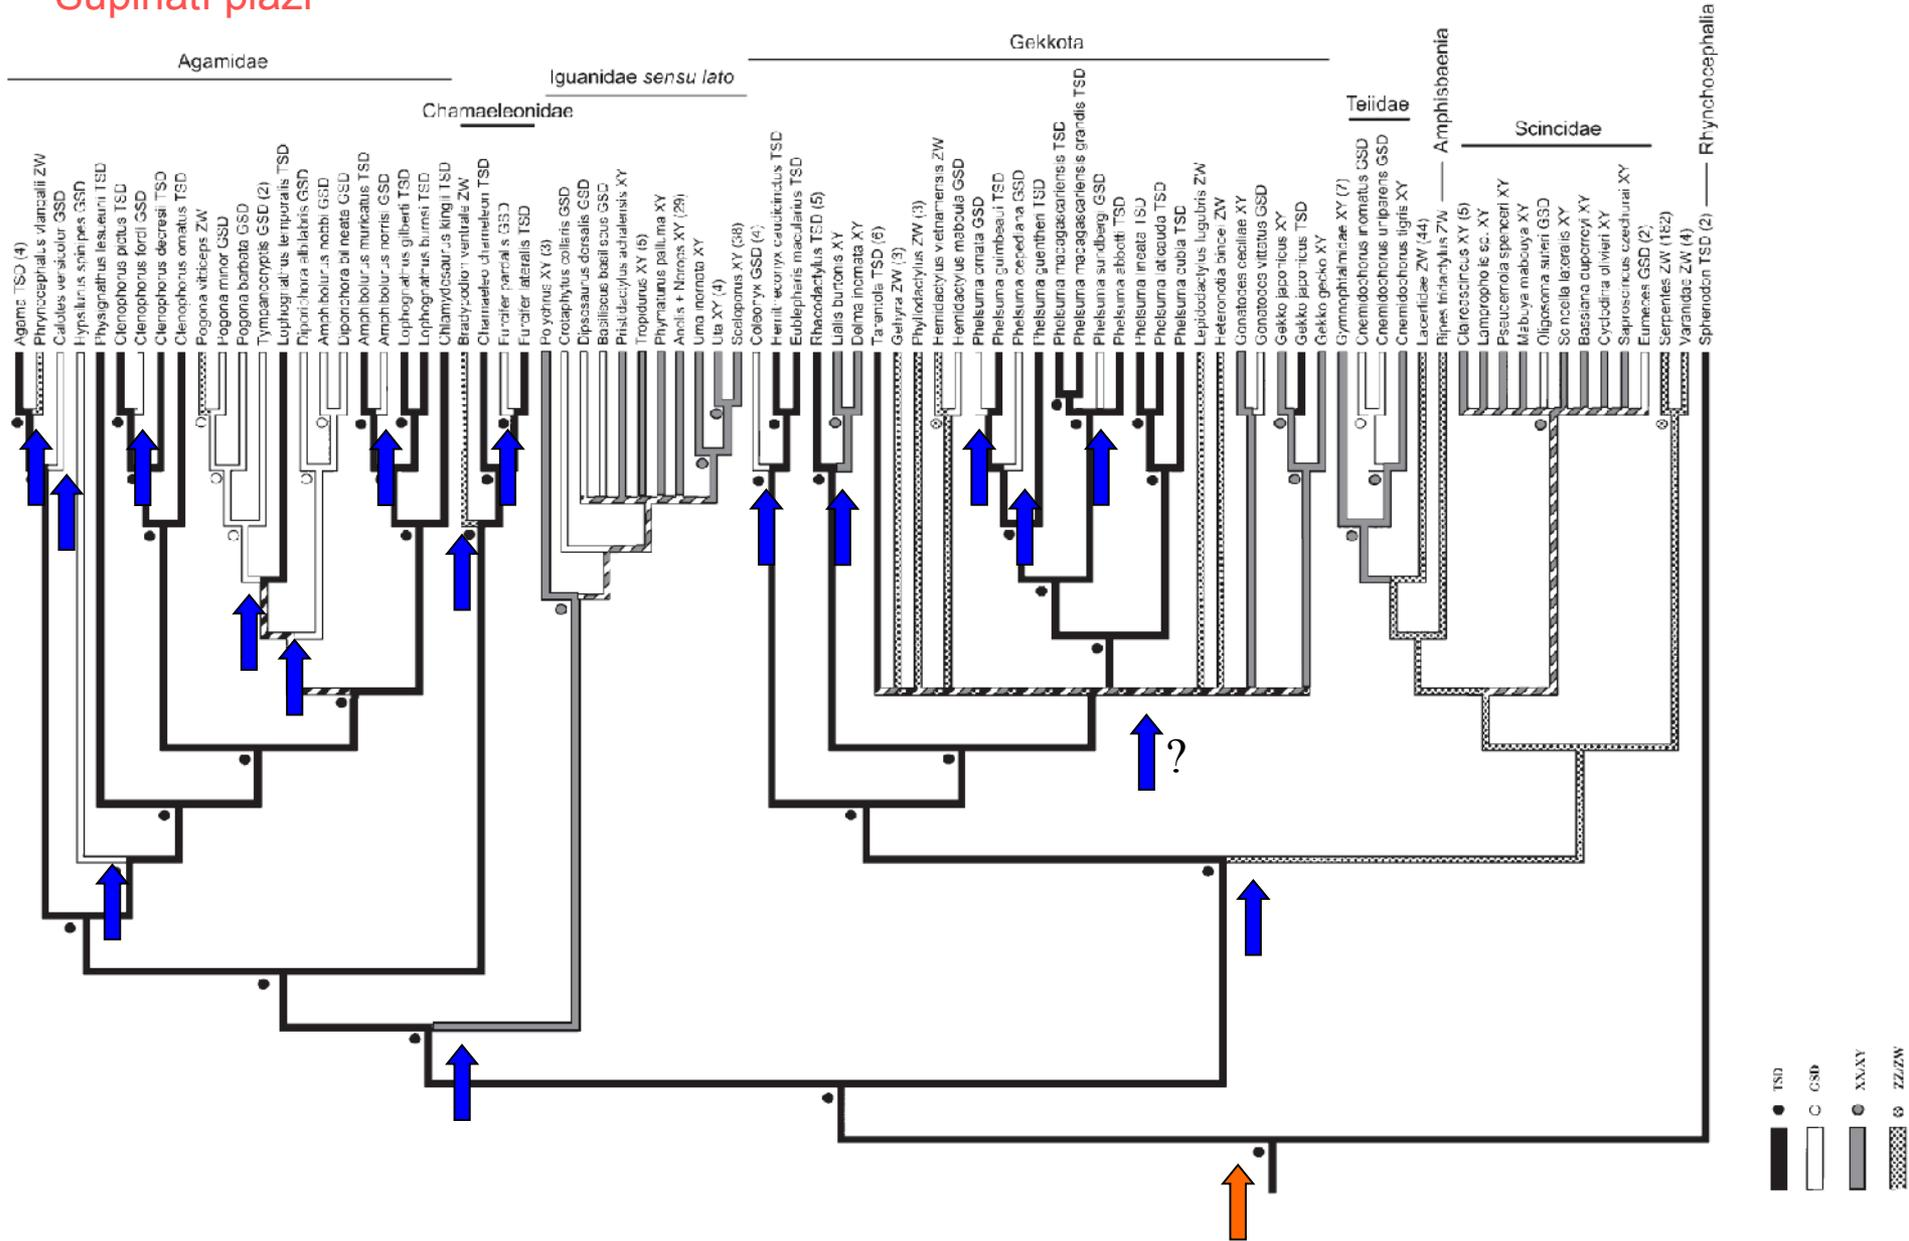 Šupinatí plazi
Agamidae
Chamaeleonidae
Iguanidae sensu lato
Gekkota
Teiidae
Amphisbaenia
Scincidae
Rhynchocephalia
Agama TSD (4)
Phrynocephalus vlangalii ZW
Calotes versicolor GSD
Hypsilurus spinipes GSD
Physignathus lesueurii TSD
Ctenophorus pictus TSD
Ctenophorus fordi GSD
Ctenophorus decresii TSD
Ctenophorus ornatus TSD
Pogona vitticeps ZW
Pogona minor GSD
Pogona barbata GSD
Tympanocryptis GSD (2)
Lophognathus temporalis TSD
Diporiphora albilabris GSD
Amphibolurus nobbi GSD
Diporiphora bilineata GSD
Amphibolurus muricatus TSD
Amphibolurus norrisi GSD
Lophognathus gilberti TSD
Lophognathus burnsi TSD
Chlamydosaurus kingii TSD
Bradypodion ventrale ZW
Chamaeleo chamaeleon TSD
Furcifer pardalis GSD
Furcifer lateralis TSD
Polychrus XY (3)
Crotaphytus collaris GSD
Dipsosaurus dorsalis GSD
Basiliscus basiliscus GSD
Pristidactylus achalensis XY
Tropidurus XY (5)
Phymaturus palluma XY
Anolis + Norops XY (29)
Uma inornata XY
Uta XY (4)
Sceloporus XY (38)
Coleonyx GSD (4)
Hemitheconyx caudicinctus TSD
Eublepharis macularius TSD
Rhacodactylus TSD (5)
Lialis burtonis XY
Delma inornata XY
Tarentola TSD (6)
Gehyra ZW (3)
Phyllodactylus ZW (3)
Hemidactylus vietnamensis ZW
Hemidactylus mabouia GSD
Phelsuma ornata GSD
Phelsuma guimbeaui TSD
Phelsuma cepediana GSD
Phelsuma guentheri TSD
Phelsuma madagascariensis TSD
Phelsuma madagascariensis grandis TSD
Phelsuma sundbergi GSD
Phelsuma abbotti TSD
Phelsuma lineata TSD
Phelsuma laticauda TSD
Phelsuma dubia TSD
Lepidodactylus lugubris ZW
Heteronotia binoei ZW
Gonatodes ceciliae XY
Gonatodes vittatus GSD
Gekko japonicus XY
Gekko japonicus TSD
Gekko gecko XY
Gymnophtalmidae XY (7)
Cnemidophorus inornatus GSD
Cnemidophorus uniparens GSD
Cnemidophorus tigris XY
Lacertidae ZW (44)
Bipes tridactylus ZW
Ctenoscincus XY (5)
Lampropholis sc. XY
Pseucemoia spenceri XY
Mabuya mabouya XY
Oligosoma suteri GSD
Scincella lateralis XY
Bassiana duperreyi XY
Cyclodina olivieri XY
Saproscincus czechurai XY
Eumeces GSD (2)
Serpentes ZW (182)
Varanidae ZW (4)
Sphenodon TSD (2)
?
TSD
GSD
XX/XY
ZZ/ZW